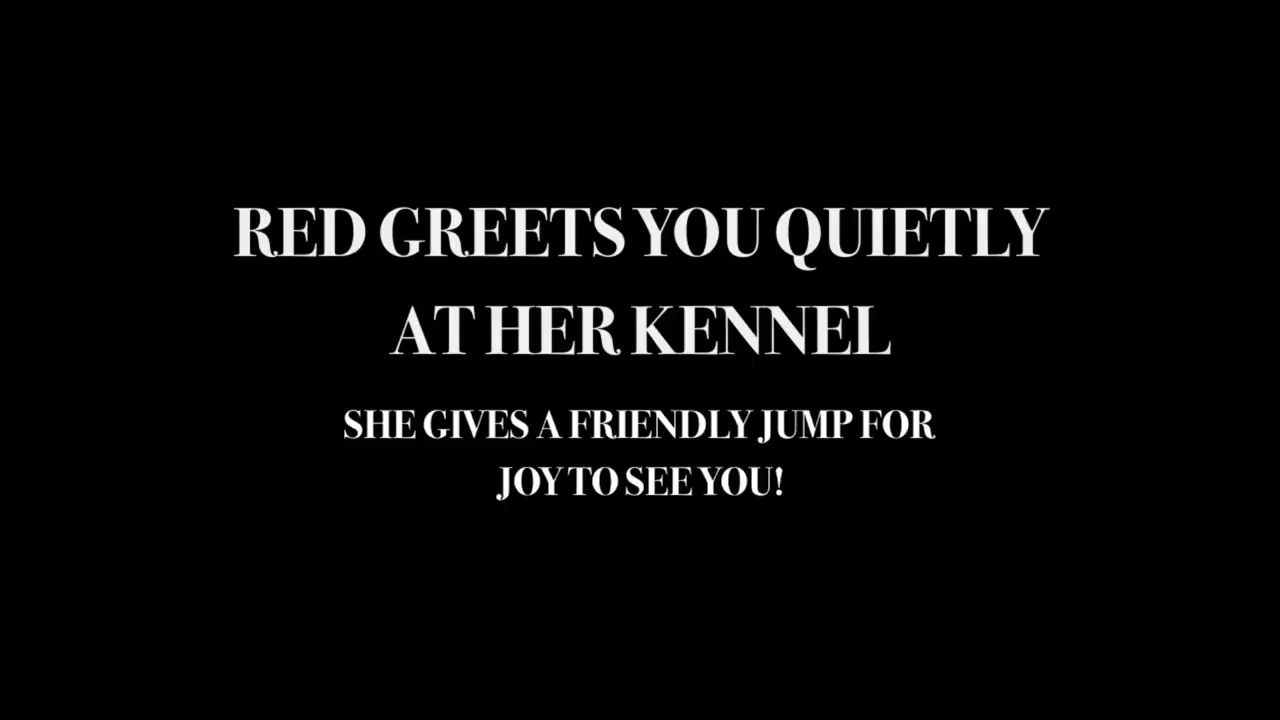 RED GREETS YOU QUIETLY
AT HER KENNEL
SHE GIVES A FRIENDLY JUMP FOR
JOY TO SEE YOU!